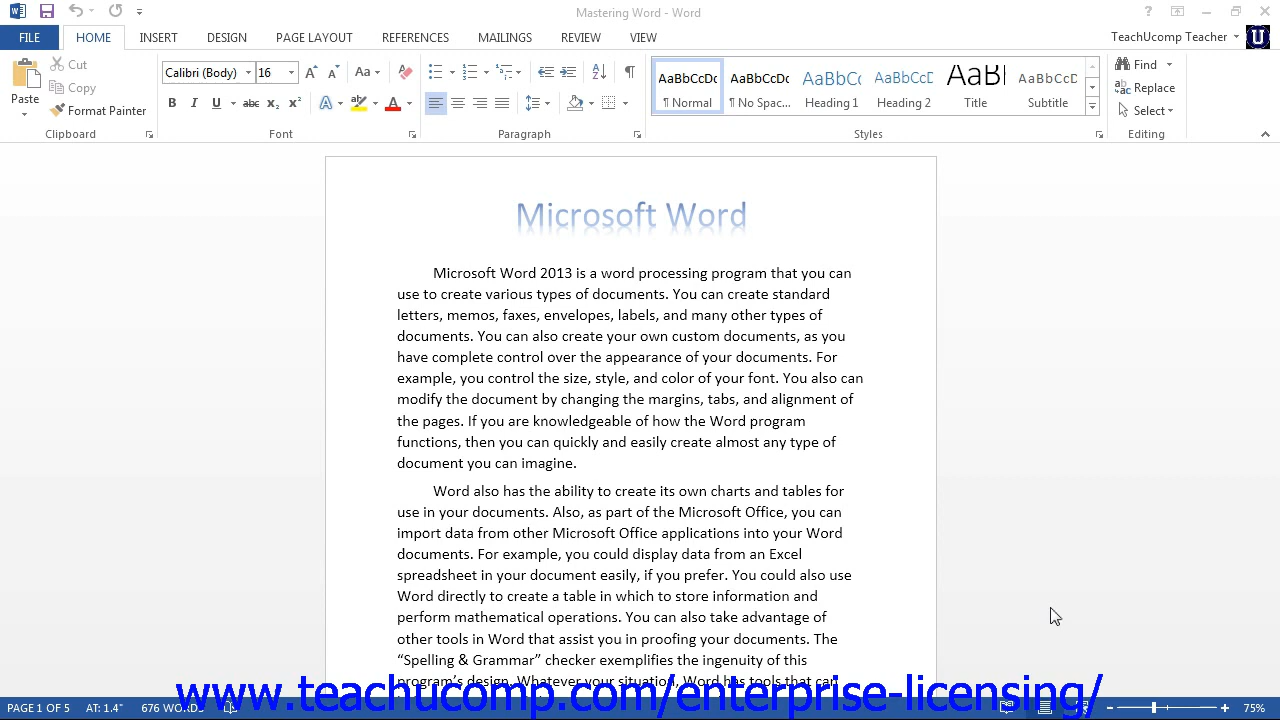 Mastering Word - Word
FILE HOME INSERT DESIGN PAGE LAYOUT REFERENCES MAILINGS REVIEW VIEW TeachUcomp Teacher
Paste
Cut
Copy
Format Painter
Clipboard
Calibri (Body) 16
Font
Paragraph
AaBbCcDc AaBbCcDc AaBbCc AaBbCcD AaBl AaBbCcD
¶ Normal ¶ No Spac... Heading 1 Heading 2 Title Subtitle
Styles
Find
Replace
Select
Editing
Microsoft Word
Microsoft Word 2013 is a word processing program that you can
use to create various types of documents. You can create standard
letters, memos, faxes, envelopes, labels, and many other types of
documents. You can also create your own custom documents, as you
have complete control over the appearance of your documents. For
example, you control the size, style, and color of your font. You also can
modify the document by changing the margins, tabs, and alignment of
the pages. If you are knowledgeable of how the Word program
functions, then you can quickly and easily create almost any type of
document you can imagine.
Word also has the ability to create its own charts and tables for
use in your documents. Also, as part of the Microsoft Office, you can
import data from other Microsoft Office applications into your Word
documents. For example, you could display data from an Excel
spreadsheet in your document easily, if you prefer. You could also use
Word directly to create a table in which to store information and
perform mathematical operations. You can also take advantage of
other tools in Word that assist you in proofing your documents. The
“Spelling & Grammar” checker exemplifies the ingenuity of this
program’s design. Whatever your situation, Word has tools that can
www.teachucomp.com/enterprise-licensing/
PAGE 1 OF 5 AT: 1.4" 676 WORDS 75%